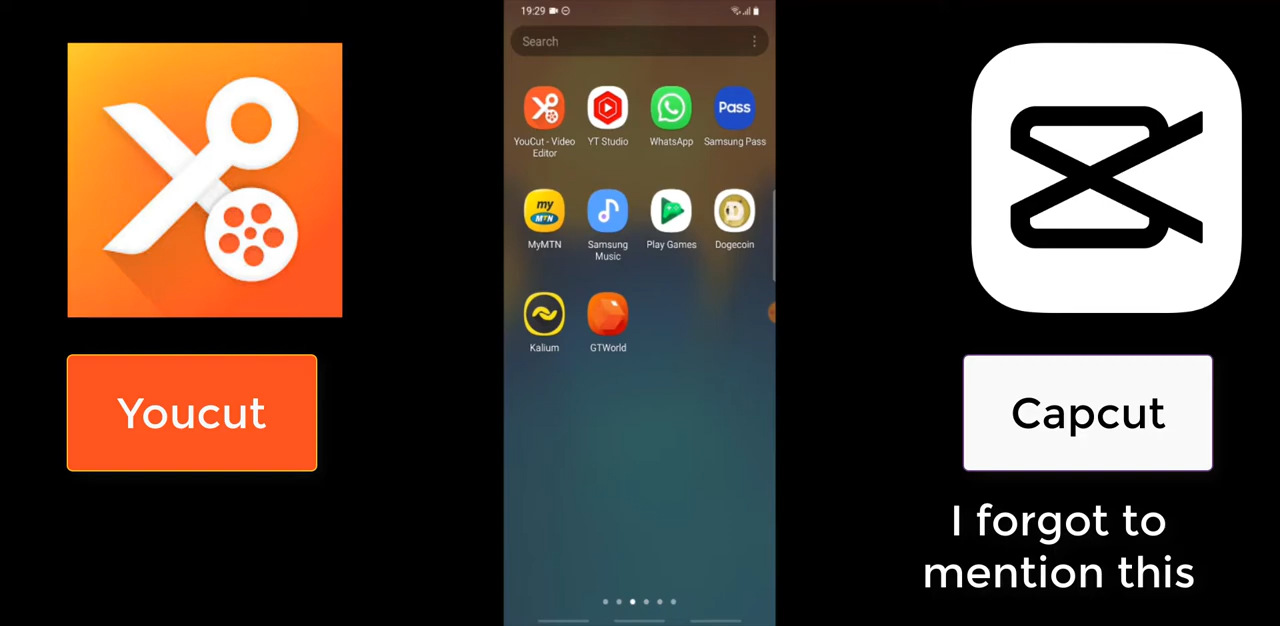 19:29
Search
YouCut - Video
Editor
YT Studio
WhatsApp
Pass
Samsung Pass
my
MTN
MyMTN
Samsung
Music
Play Games
Dogecoin
Kalium
GTWorld
Youcut
Capcut
I forgot to
mention this